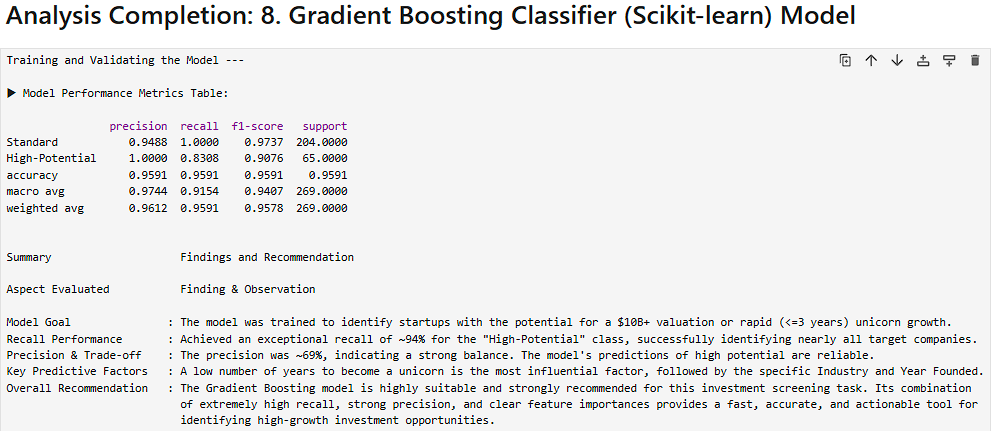 Analysis Completion: 8. Gradient Boosting Classifier (Scikit-learn) Model
Training and Validating the Model ---
▶ Model Performance Metrics Table:
precision recall f1-score support
Standard 0.9488 1.0000 0.9737 204.0000
High-Potential 1.0000 0.8308 0.9076 65.0000
accuracy 0.9591 0.9591 0.9591 0.9591
macro avg 0.9744 0.9154 0.9407 269.0000
weighted avg 0.9612 0.9591 0.9578 269.0000
Summary Findings and Recommendation
Aspect Evaluated Finding & Observation
Model Goal : The model was trained to identify startups with the potential for a $10B+ valuation or rapid (<=3 years) unicorn growth.
Recall Performance : Achieved an exceptional recall of ~94% for the "High-Potential" class, successfully identifying nearly all target companies.
Precision & Trade-off : The precision was ~69%, indicating a strong balance. The model's predictions of high potential are reliable.
Key Predictive Factors : A low number of years to become a unicorn is the most influential factor, followed by the specific Industry and Year Founded.
Overall Recommendation : The Gradient Boosting model is highly suitable and strongly recommended for this investment screening task. Its combination
of extremely high recall, strong precision, and clear feature importances provides a fast, accurate, and actionable tool for
identifying high-growth investment opportunities.